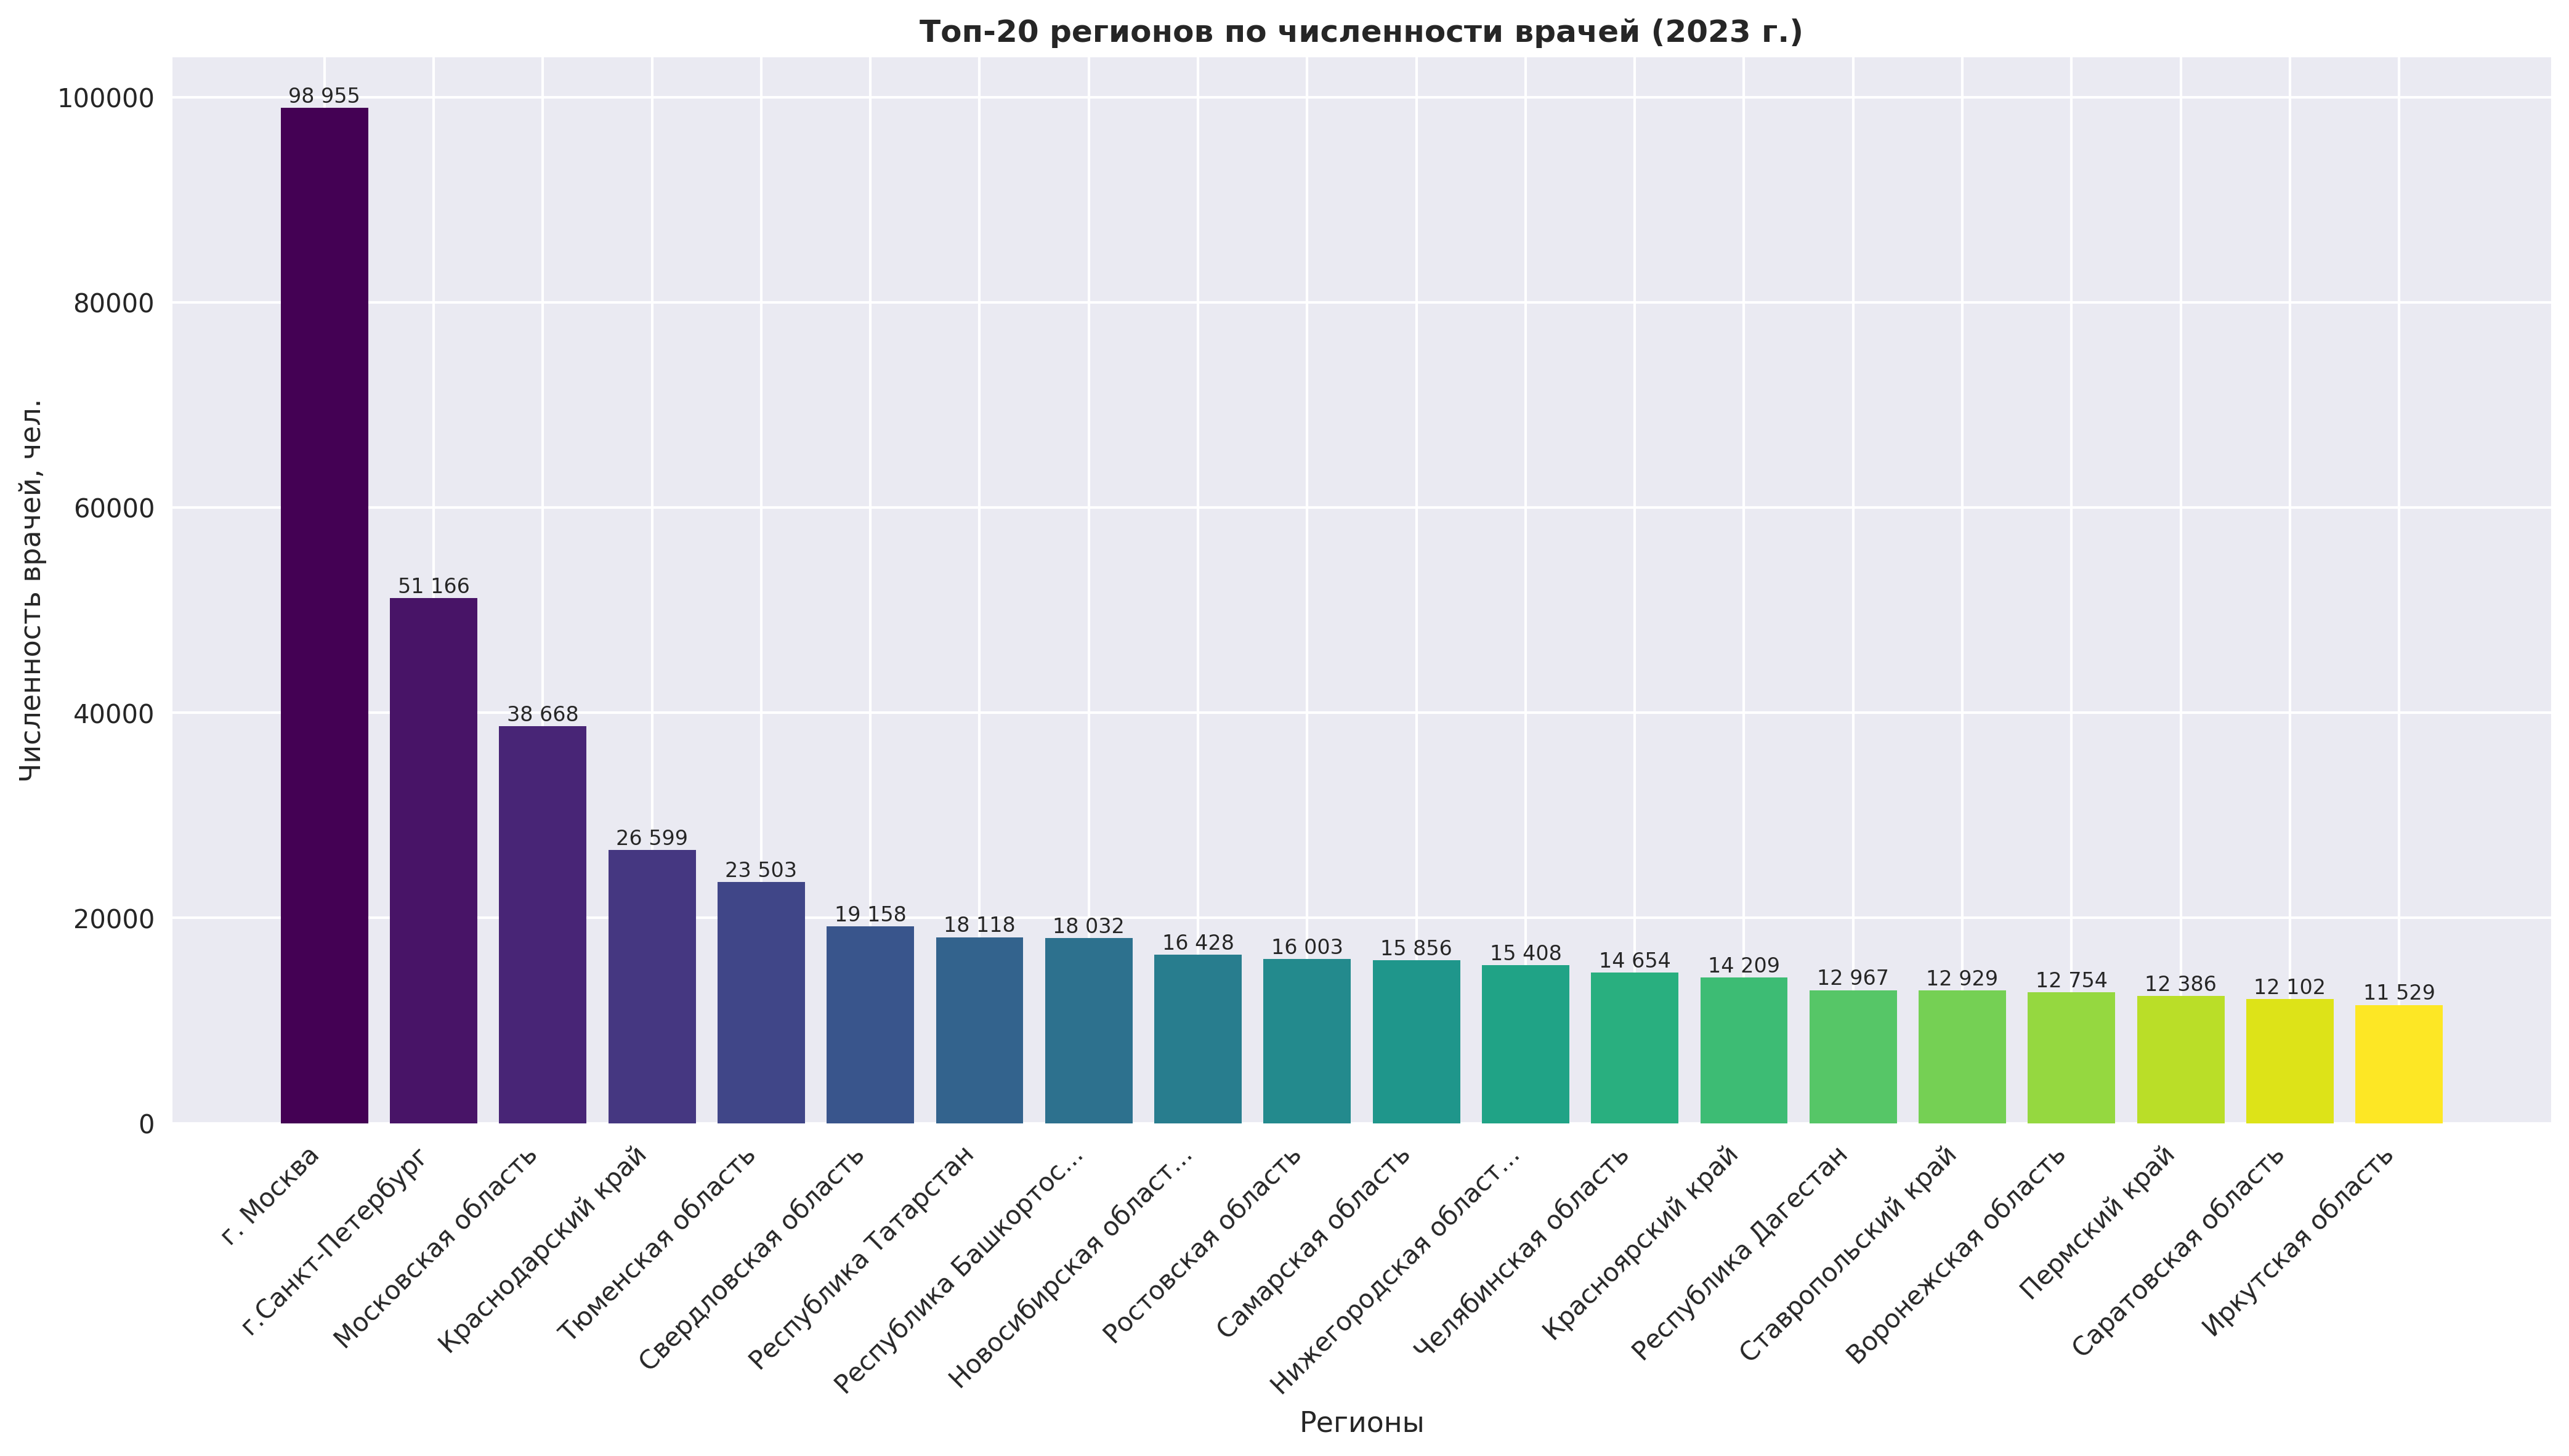 Топ-20 регионов по численности врачей (2023 г.)
Численность врачей, чел.
100000
80000
60000
40000
20000
0
98 955
51 166
38 668
26 599
23 503
19 158
18 118
18 032
16 428
16 003
15 856
15 408
14 654
14 209
12 967
12 929
12 754
12 386
12 102
11 529
г. Москва
г.Санкт-Петербург
Московская область
Краснодарский край
Тюменская область
Свердловская область
Республика Татарстан
Республика Башкортос...
Новосибирская област...
Ростовская область
Самарская область
Нижегородская област...
Челябинская область
Красноярский край
Республика Дагестан
Ставропольский край
Воронежская область
Пермский край
Саратовская область
Иркутская область
Регионы